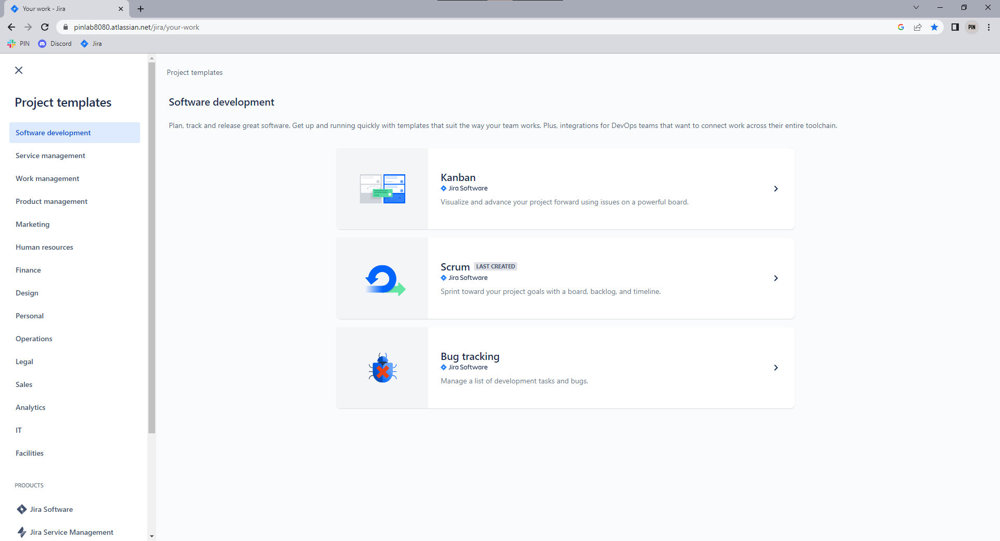 Your work - Jira
pinlab8080.atlassian.net/jira/your-work
PIN
PIN
Discord
Jira
Project templates
Software development
Service management
Work management
Product management
Marketing
Human resources
Finance
Design
Personal
Operations
Legal
Sales
Analytics
IT
Facilities
PRODUCTS
Jira Software
Jira Service Management
Project templates
Software development
Plan, track and release great software. Get up and running quickly with templates that suit the way your team works. Plus, integrations for DevOps teams that want to connect work across their entire toolchain.
Kanban
Jira Software
Visualize and advance your project forward using issues on a powerful board.
Scrum LAST CREATED
Jira Software
Sprint toward your project goals with a board, backlog, and timeline.
Bug tracking
Jira Software
Manage a list of development tasks and bugs.